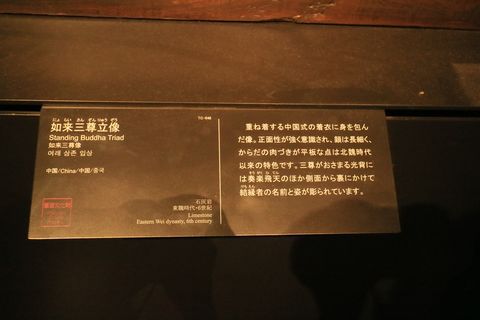 にょ らい さん ぞんりゅう ぞう
如来三尊立像
Standing Buddha Triad
如来三尊像
여래 삼존 입상
中国/China/中国/중국
石灰岩
東魏時代・6世紀
Limestone
Eastern Wei dynasty, 6th century
重ね着する中国式の着衣に身を包ん
だ像。正面性が強く意識され、顔は長細く、
からだの肉づきが平板な点は北魏時代
以来の特色です。三尊がおさまる光背に
は奏楽飛天のほか側面から裏にかけて
結縁者の名前と姿が彫られています。